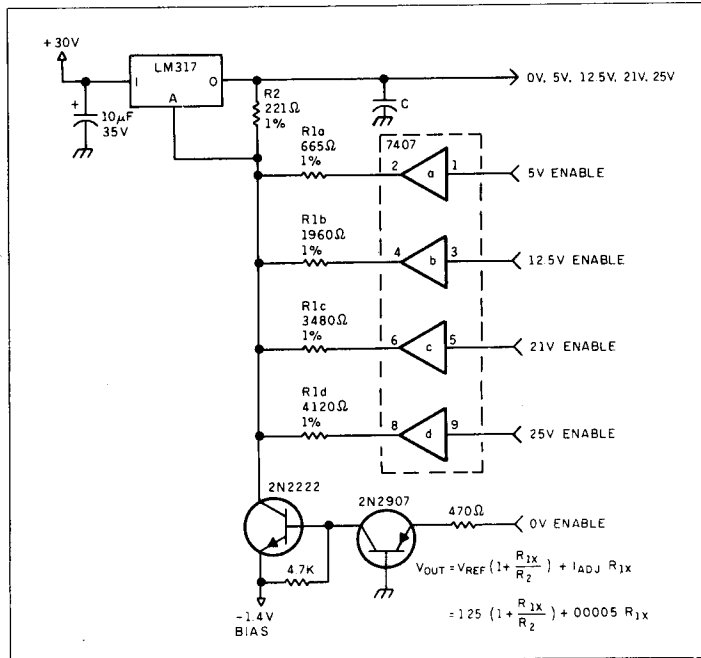 +30V
LM317
I
O
A
+
10µF
35V
R2
221Ω
1%
C
0V, 5V, 12.5V, 21V, 25V
R1a
665Ω
1%
7407
2
a
1
5V ENABLE
R1b
1960Ω
1%
4
b
3
12.5V ENABLE
R1c
3480Ω
1%
6
c
5
21V ENABLE
R1d
4120Ω
1%
8
d
9
25V ENABLE
2N2222
2N2907
470Ω
0V ENABLE
4.7K
-1.4V
BIAS
VOUT = VREF (1 + R1X/R2) + IADJ R1X
= 1 25 (1 + R1X/R2) + 00005 R1X